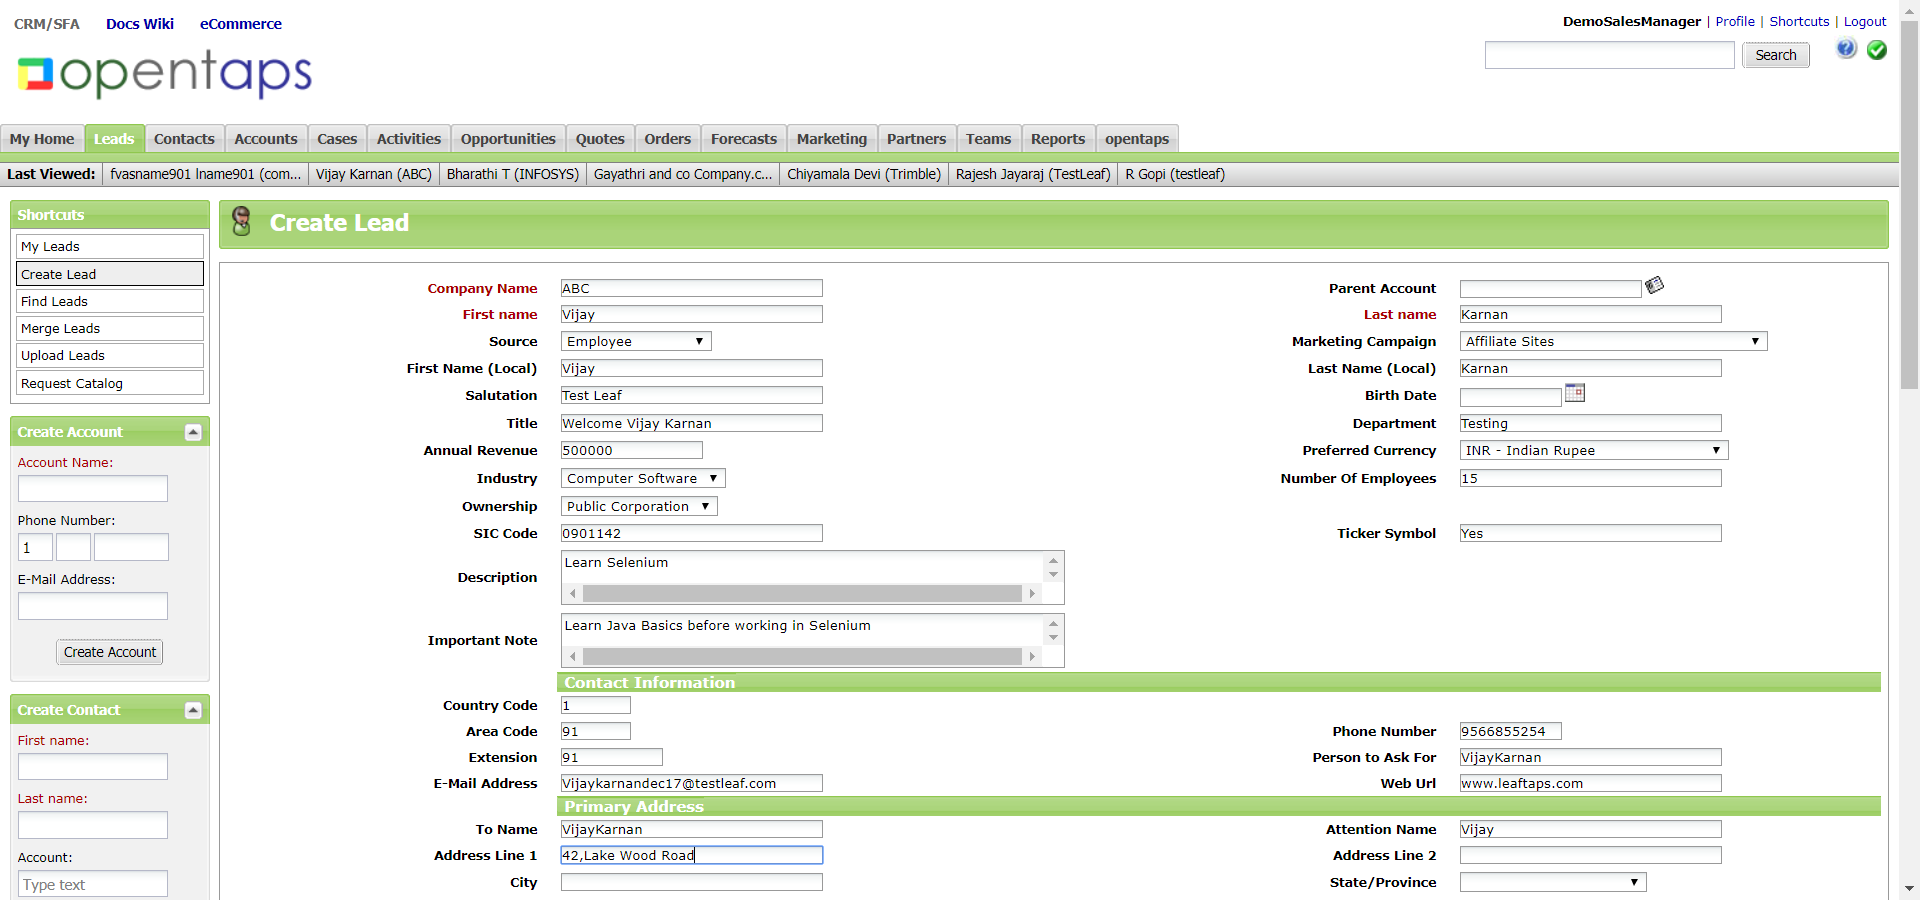 CRM/SFA Docs Wiki eCommerce
DemoSalesManager | Profile | Shortcuts | Logout
Search
opentaps
My Home Leads Contacts Accounts Cases Activities Opportunities Quotes Orders Forecasts Marketing Partners Teams Reports opentaps
Last Viewed: fvasname901 lname901 (com... Vijay Karnan (ABC) Bharathi T (INFOSYS) Gayathri and co Company.c... Chiyamala Devi (Trimble) Rajesh Jayaraj (TestLeaf) R Gopi (testleaf)
Shortcuts
My Leads
Create Lead
Find Leads
Merge Leads
Upload Leads
Request Catalog
Create Account
Account Name:
Phone Number:
1
E-Mail Address:
Create Account
Create Contact
First name:
Last name:
Account:
Type text
Create Lead
Company Name ABC Parent Account
First name Vijay Last name Karnan
Source Employee Marketing Campaign Affiliate Sites
First Name (Local) Vijay Last Name (Local) Karnan
Salutation Test Leaf Birth Date
Title Welcome Vijay Karnan Department Testing
Annual Revenue 500000 Preferred Currency INR - Indian Rupee
Industry Computer Software Number Of Employees 15
Ownership Public Corporation
SIC Code 0901142 Ticker Symbol Yes
Description Learn Selenium
Important Note Learn Java Basics before working in Selenium
Contact Information
Country Code 1
Area Code 91 Phone Number 9566855254
Extension 91 Person to Ask For VijayKarnan
E-Mail Address Vijaykarnandec17@testleaf.com Web Url www.leaftaps.com
Primary Address
To Name VijayKarnan Attention Name Vijay
Address Line 1 42,Lake Wood Road Address Line 2
City State/Province